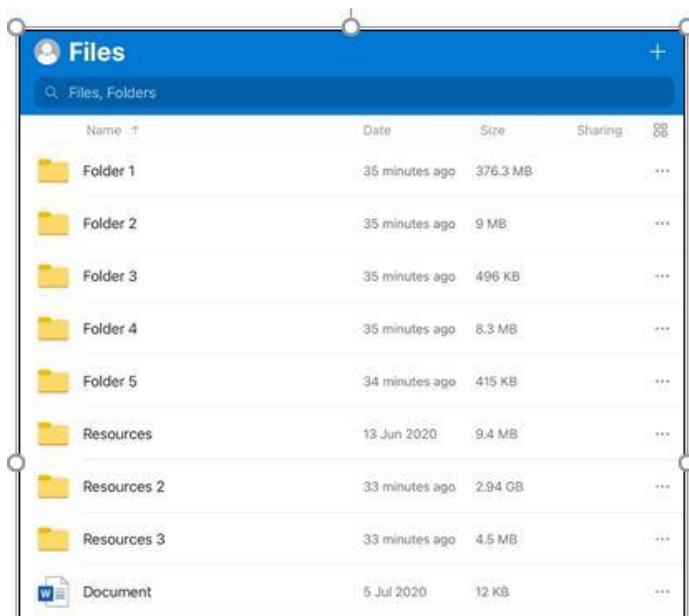 Files
Files, Folders
Name ↑ Date Size Sharing
Folder 1 35 minutes ago 376.3 MB
Folder 2 35 minutes ago 9 MB
Folder 3 35 minutes ago 496 KB
Folder 4 35 minutes ago 8.3 MB
Folder 5 34 minutes ago 415 KB
Resources 13 Jun 2020 9.4 MB
Resources 2 33 minutes ago 2.94 GB
Resources 3 33 minutes ago 4.5 MB
W Document 5 Jul 2020 12 KB